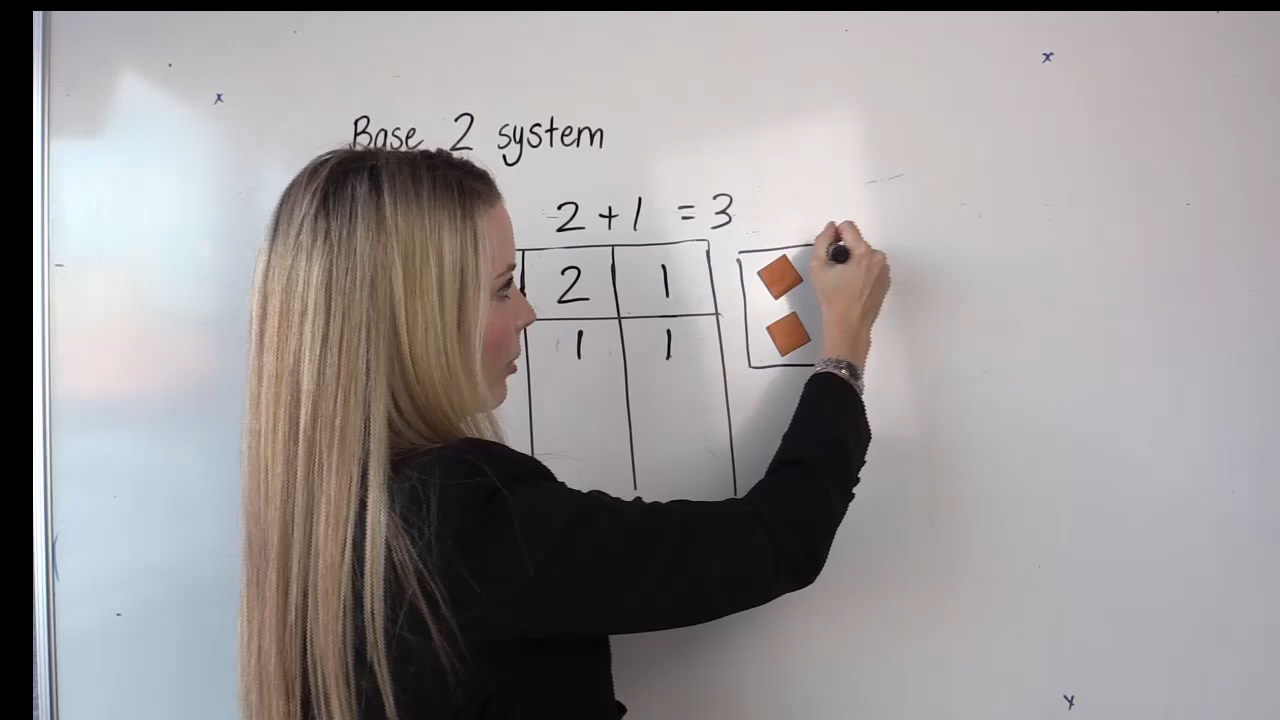 x
x
Base 2 system
2 + 1 = 3
2 1
1 1
Y